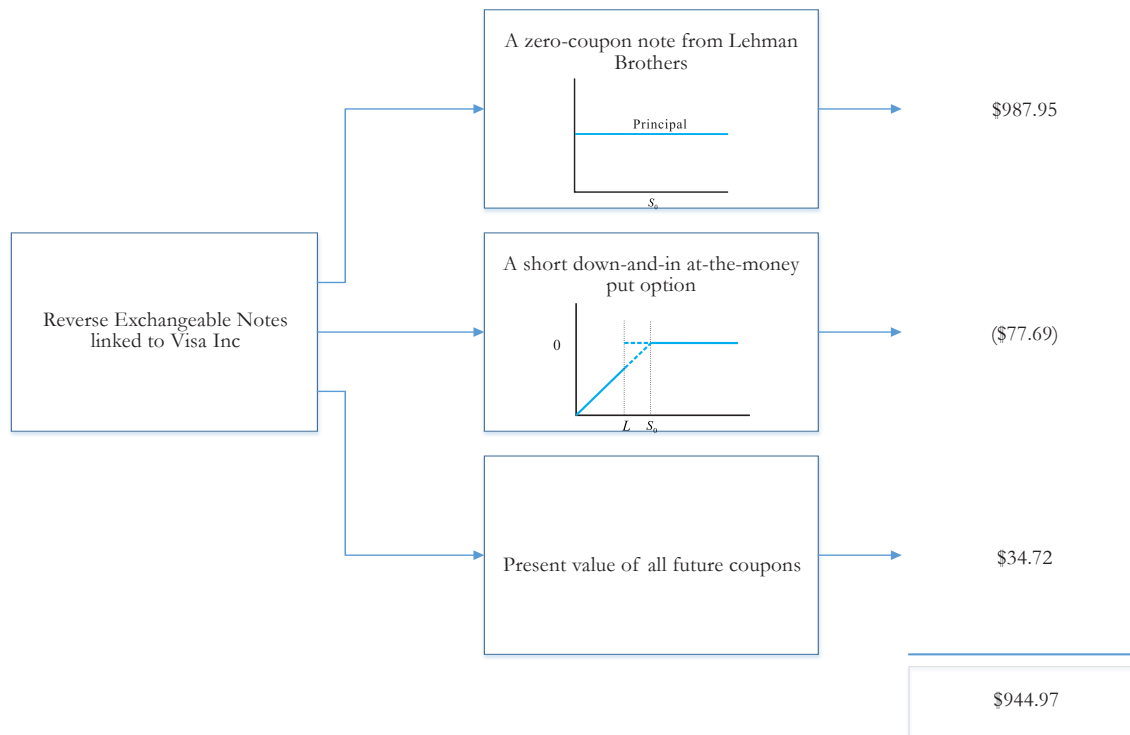 A zero-coupon note from Lehman
Brothers
Principal
S₀
$987.95
Reverse Exchangeable Notes
linked to Visa Inc
A short down-and-in at-the-money
put option
0
L S₀
($77.69)
Present value of all future coupons
$34.72
$944.97